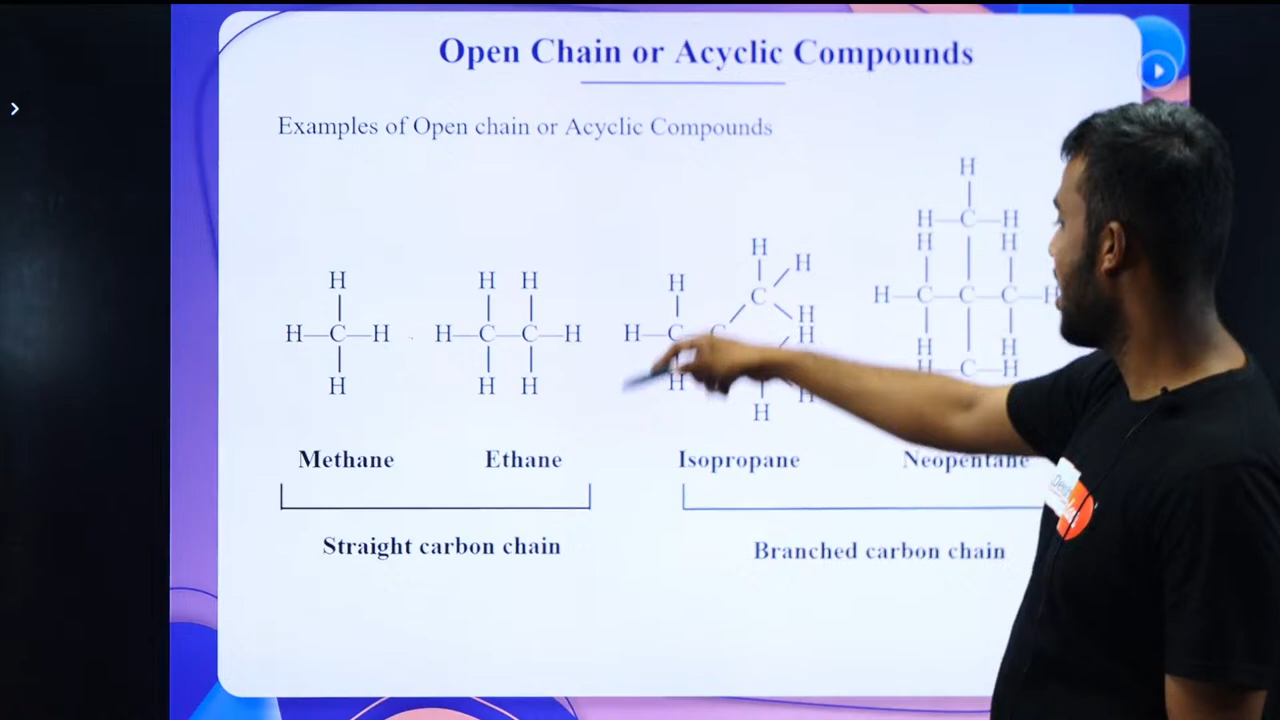 Open Chain or Acyclic Compounds
Examples of Open chain or Acyclic Compounds
H
H—C—H
H
H H
H—C—C—H
H H
H
H
H
H—C
C
C
H
H
H
H
H
H
H—C—H
H H
H—C—C—C—H
H H
H—C—H
Methane
Ethane
Isopropane
Neopentane
Straight carbon chain
Branched carbon chain